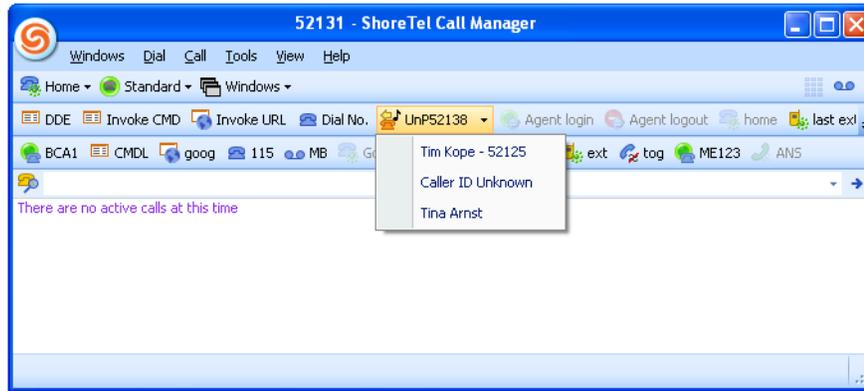 52131 - ShoreTel Call Manager
Windows Dial Call Tools View Help
Home Standard Windows
DDE Invoke CMD Invoke URL Dial No. UnP52138 Agent login Agent logout home last exl
BCA1 CMDL goog 115 MB ext tog ME123 ANS
Tim Kope - 52125
Caller ID Unknown
Tina Arnst
There are no active calls at this time